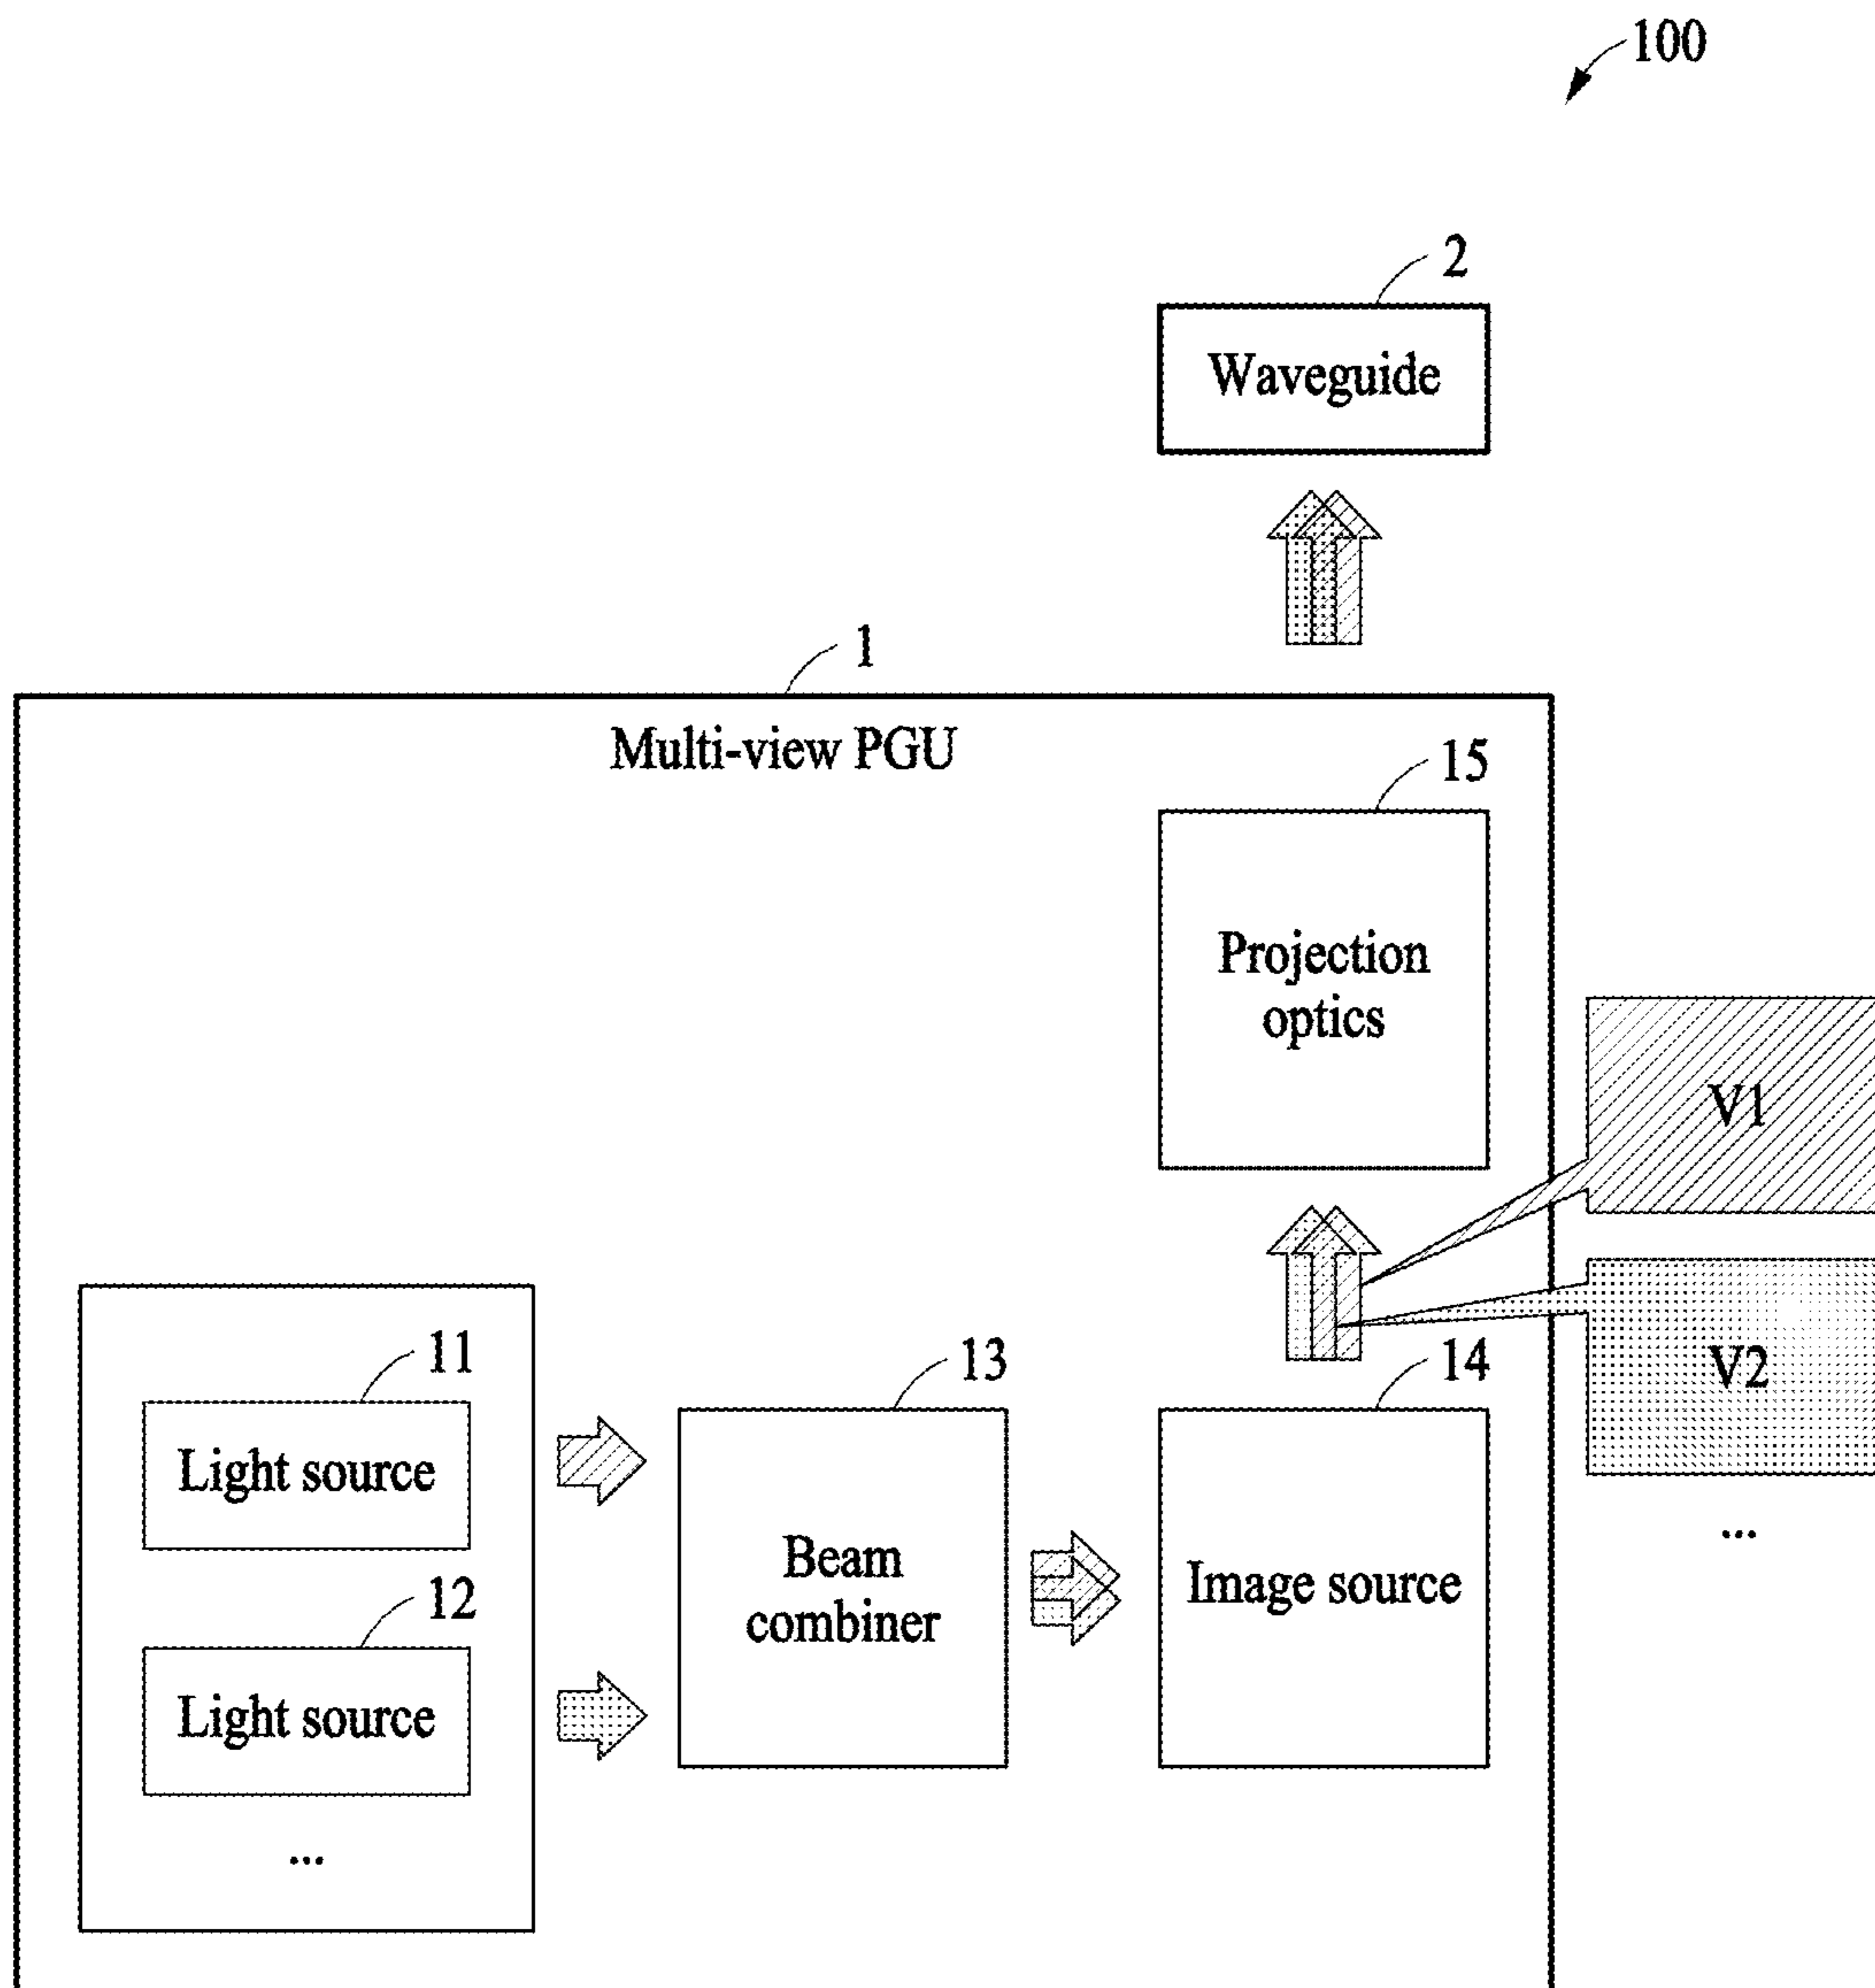 100
2
Waveguide
1
Multi-view PGU
15
Projection
optics
V1
11
Light source
13
Beam
combiner
14
Image source
V2
...
12
Light source
...